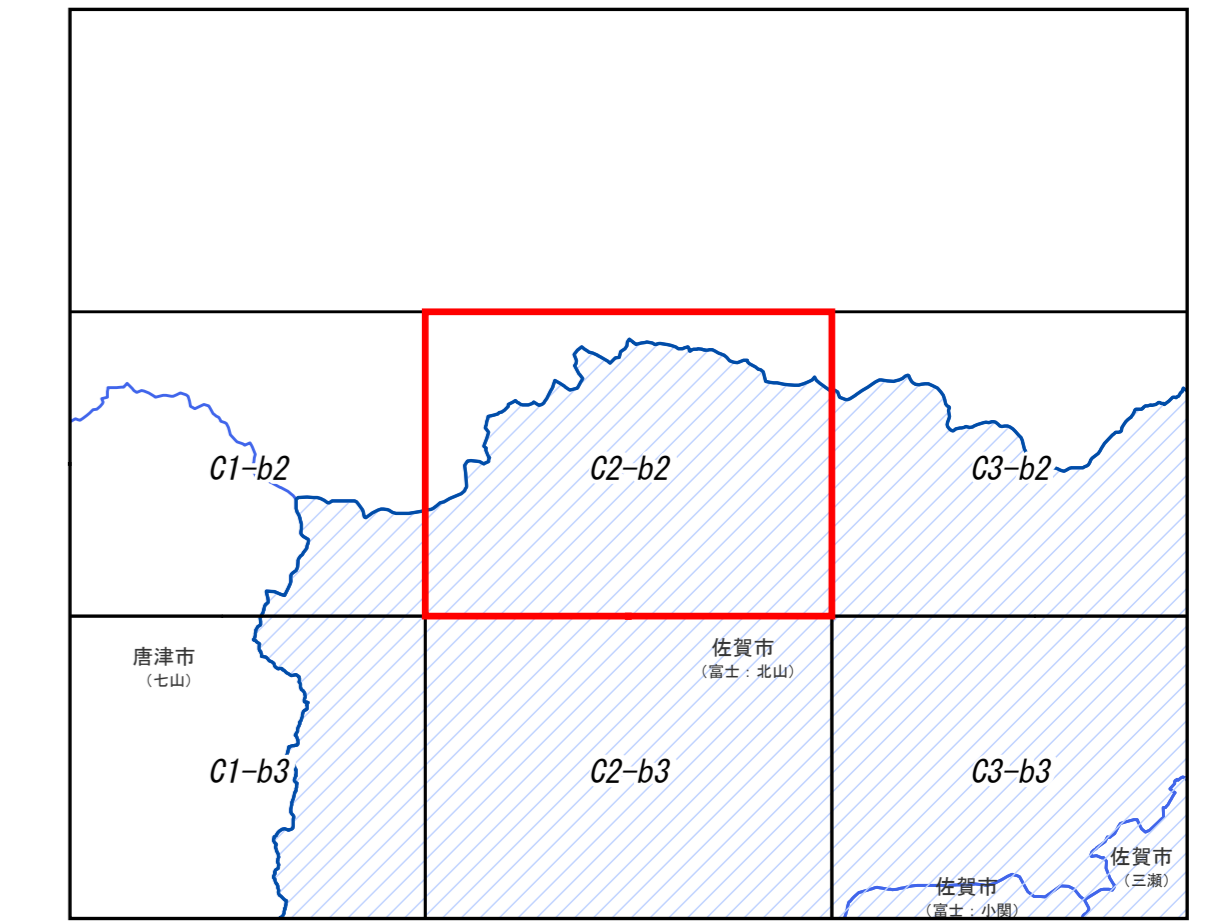 C1-b2
C2-b2
C3-b2
唐津市
（七山）
佐賀市
（富士：北山）
C1-b3
C2-b3
C3-b3
佐賀市
（三瀬）
佐賀市
（富士：小関）